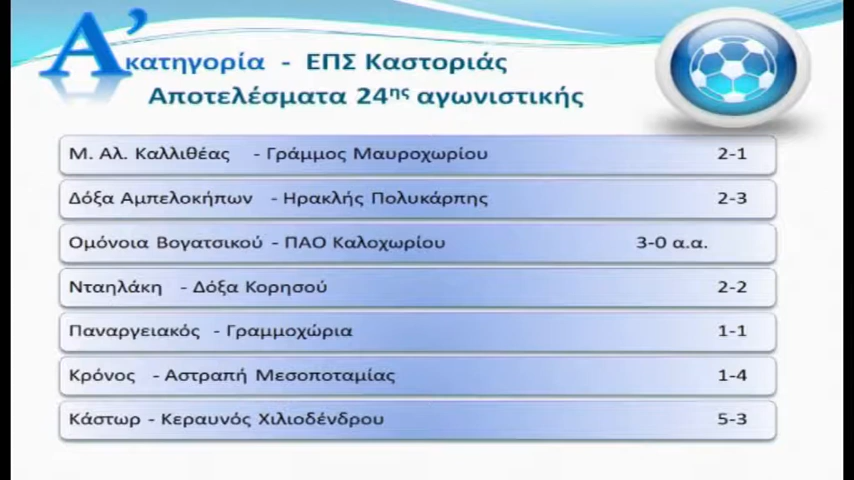 Α’ κατηγορία - ΕΠΣ Καστοριάς
Αποτελέσματα 24ης αγωνιστικής
Μ. Αλ. Καλλιθέας - Γράμμος Μαυροχωρίου 2-1
Δόξα Αμπελοκήπων - Ηρακλής Πολυκάρπης 2-3
Ομόνοια Βογατσικού - ΠΑΟ Καλοχωρίου 3-0 α.α.
Νταηλάκη - Δόξα Κορησού 2-2
Παναργειακός - Γραμμοχώρια 1-1
Κρόνος - Αστραπή Μεσοποταμίας 1-4
Κάστωρ - Κεραυνός Χιλιοδένδρου 5-3